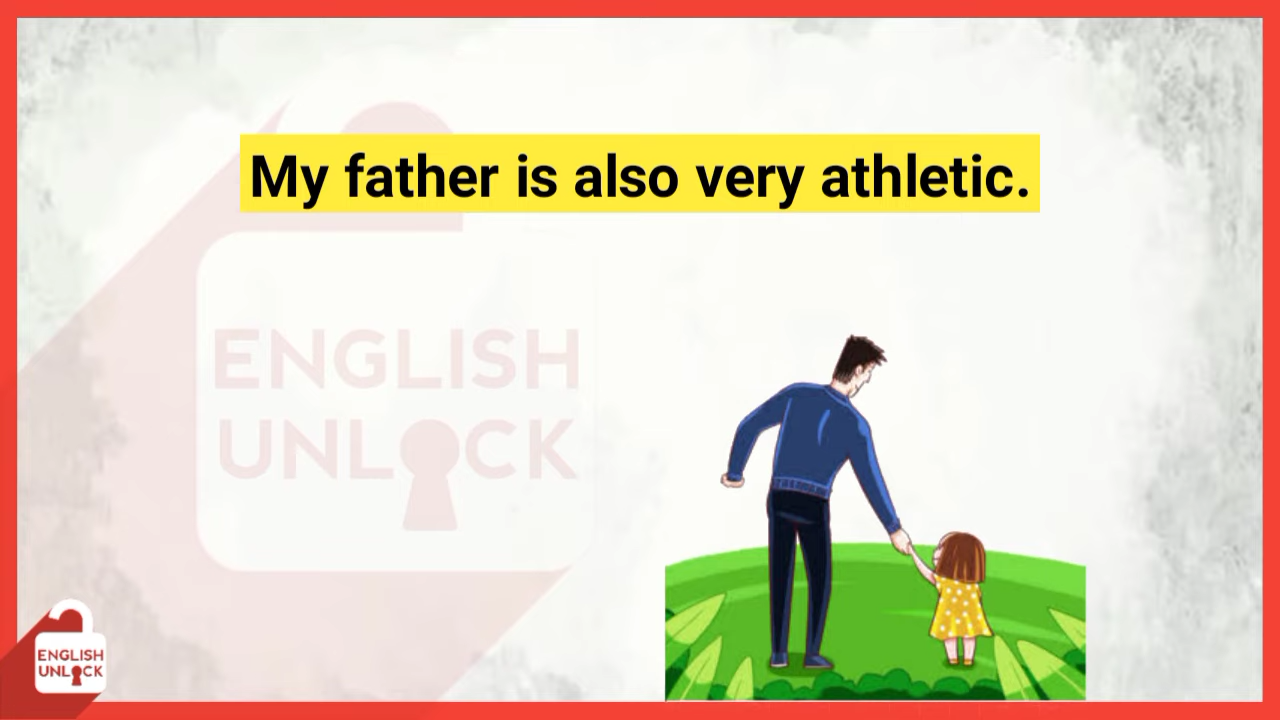 My father is also very athletic.
ENGLISH
UNLOCK
ENGLISH
UNLOCK